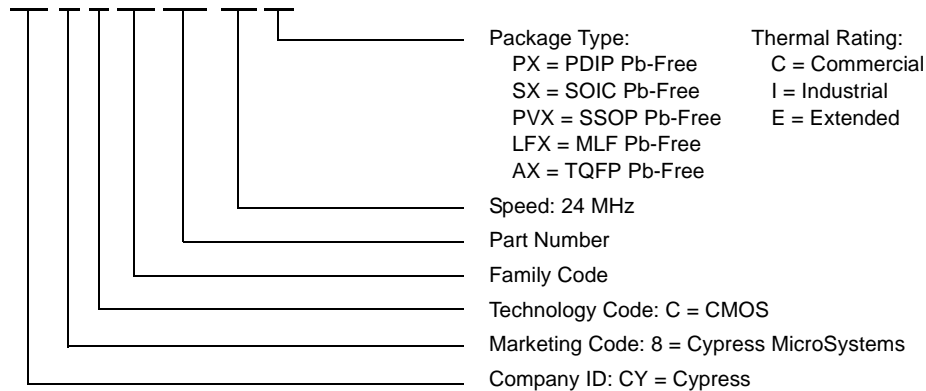 Package Type: Thermal Rating:
PX = PDIP Pb-Free C = Commercial
SX = SOIC Pb-Free I = Industrial
PVX = SSOP Pb-Free E = Extended
LFX = MLF Pb-Free
AX = TQFP Pb-Free
Speed: 24 MHz
Part Number
Family Code
Technology Code: C = CMOS
Marketing Code: 8 = Cypress MicroSystems
Company ID: CY = Cypress